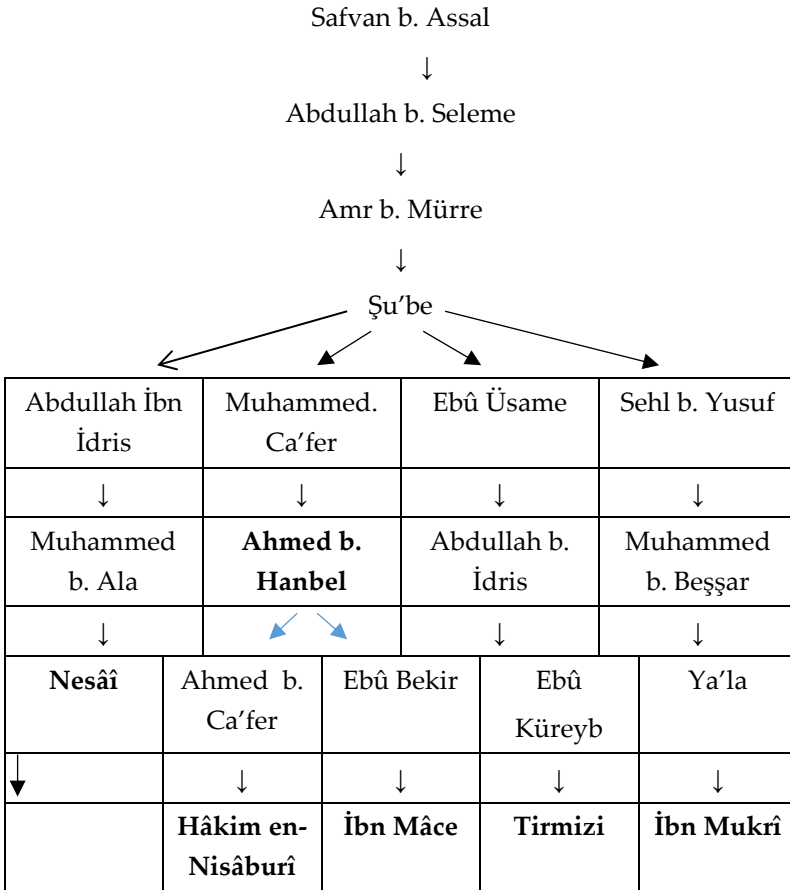 Safvan b. Assal
↓
Abdullah b. Seleme
↓
Amr b. Mürre
↓
Şu’be
Abdullah İbn İdris
Muhammed. Ca’fer
Ebû Üsame
Sehl b. Yusuf
↓ ↓ ↓ ↓
Muhammed b. Ala
Ahmed b. Hanbel
Abdullah b. İdris
Muhammed b. Beşşar
↓ ↓ ↓
Nesâî
Ahmed b. Ca’fer
Ebû Bekir
Ebû Küreyb
Ya’la
↓ ↓ ↓ ↓
Hâkim en-Nisâburî
İbn Mâce
Tirmizi
İbn Mukrî